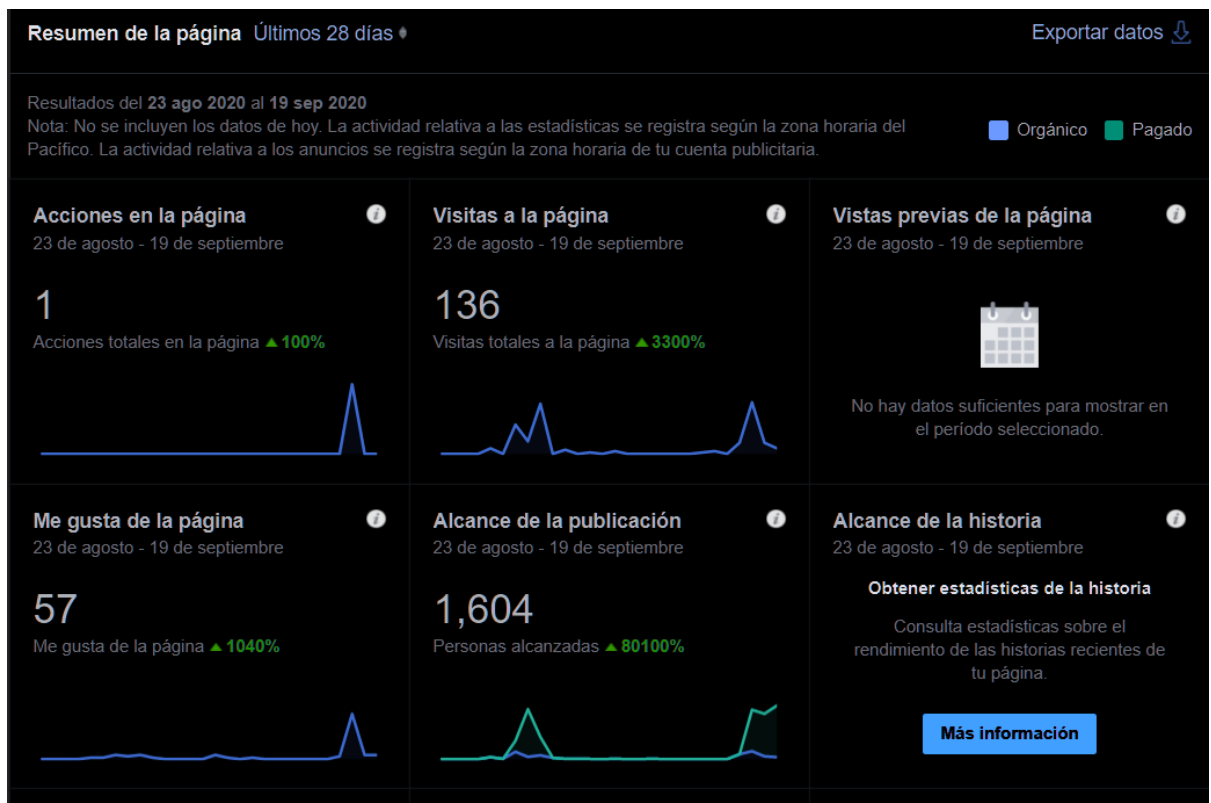 Resumen de la página Últimos 28 días
Exportar datos
Resultados del 23 ago 2020 al 19 sep 2020
Nota: No se incluyen los datos de hoy. La actividad relativa a las estadísticas se registra según la zona horaria del
Pacífico. La actividad relativa a los anuncios se registra según la zona horaria de tu cuenta publicitaria.
Orgánico Pagado
Acciones en la página
23 de agosto - 19 de septiembre
1
Acciones totales en la página ▲100%
Visitas a la página
23 de agosto - 19 de septiembre
136
Visitas totales a la página ▲3300%
Vistas previas de la página
23 de agosto - 19 de septiembre
No hay datos suficientes para mostrar en
el período seleccionado.
Me gusta de la página
23 de agosto - 19 de septiembre
57
Me gusta de la página ▲1040%
Alcance de la publicación
23 de agosto - 19 de septiembre
1,604
Personas alcanzadas ▲80100%
Alcance de la historia
23 de agosto - 19 de septiembre
Obtener estadísticas de la historia
Consulta estadísticas sobre el
rendimiento de las historias recientes de
tu página.
Más información